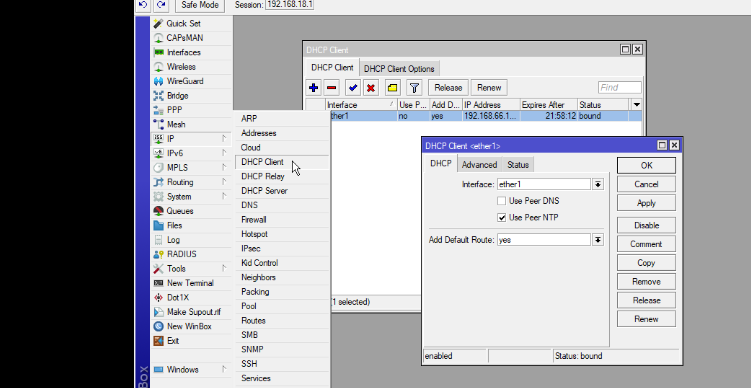 Safe Mode Session: 192.168.18.1
Quick Set
CAPsMAN
Interfaces
Wireless
WireGuard
Bridge
PPP
Mesh
IP
IPv6
MPLS
Routing
System
Queues
Files
Log
RADIUS
Tools
New Terminal
Dot1X
Make Supout.rif
New WinBox
Exit
Windows
Box
ARP
Addresses
Cloud
DHCP Client
DHCP Relay
DHCP Server
DNS
Firewall
Hotspot
IPsec
Kid Control
Neighbors
Packing
Pool
Routes
SMB
SNMP
SSH
Services
DHCP Client
DHCP Client DHCP Client Options
Release Renew Find
Interface / Use P... Add D... IP Address Expires After Status
ther1 no yes 192.168.66.1... 21:58:12 bound
1 selected)
DHCP Client <ether1>
DHCP Advanced Status
Interface: ether1
Use Peer DNS
Use Peer NTP
Add Default Route: yes
OK
Cancel
Apply
Disable
Comment
Copy
Remove
Release
Renew
enabled Status: bound